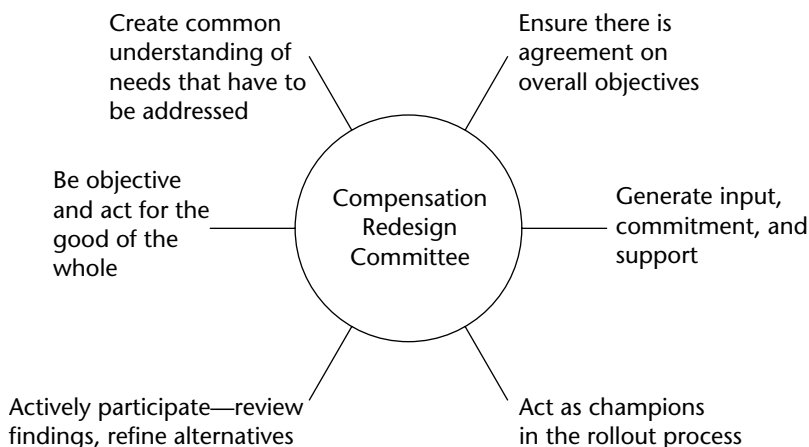 Create common
understanding of
needs that have to
be addressed
Ensure there is
agreement on
overall objectives
Be objective
and act for the
good of the
whole
Compensation
Redesign
Committee
Generate input,
commitment, and
support
Actively participate—review
findings, refine alternatives
Act as champions
in the rollout process